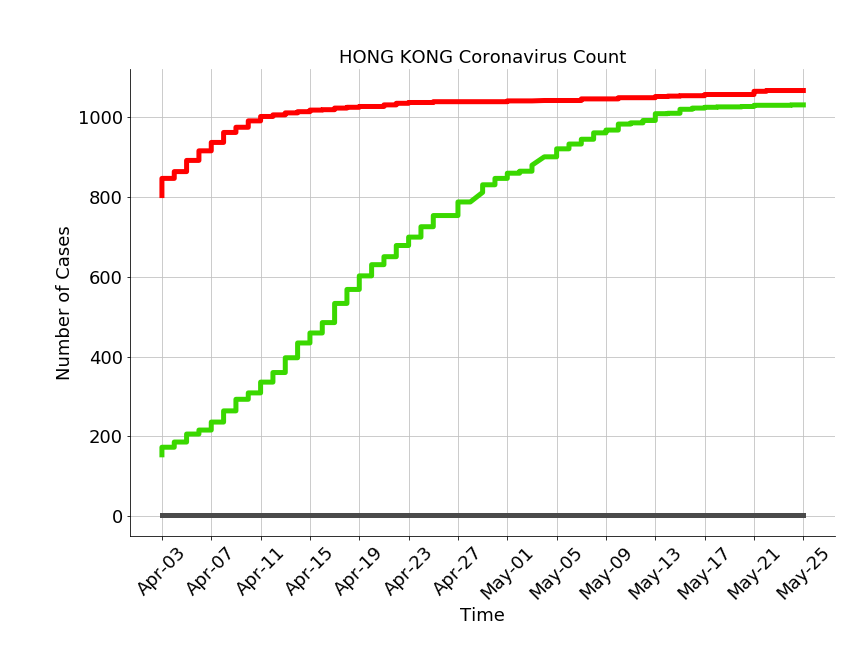 HONG KONG Coronavirus Count
1000
800
600
400
200
0
Number of Cases
Apr-03
Apr-07
Apr-11
Apr-15
Apr-19
Apr-23
Apr-27
May-01
May-05
May-09
May-13
May-17
May-21
May-25
Time